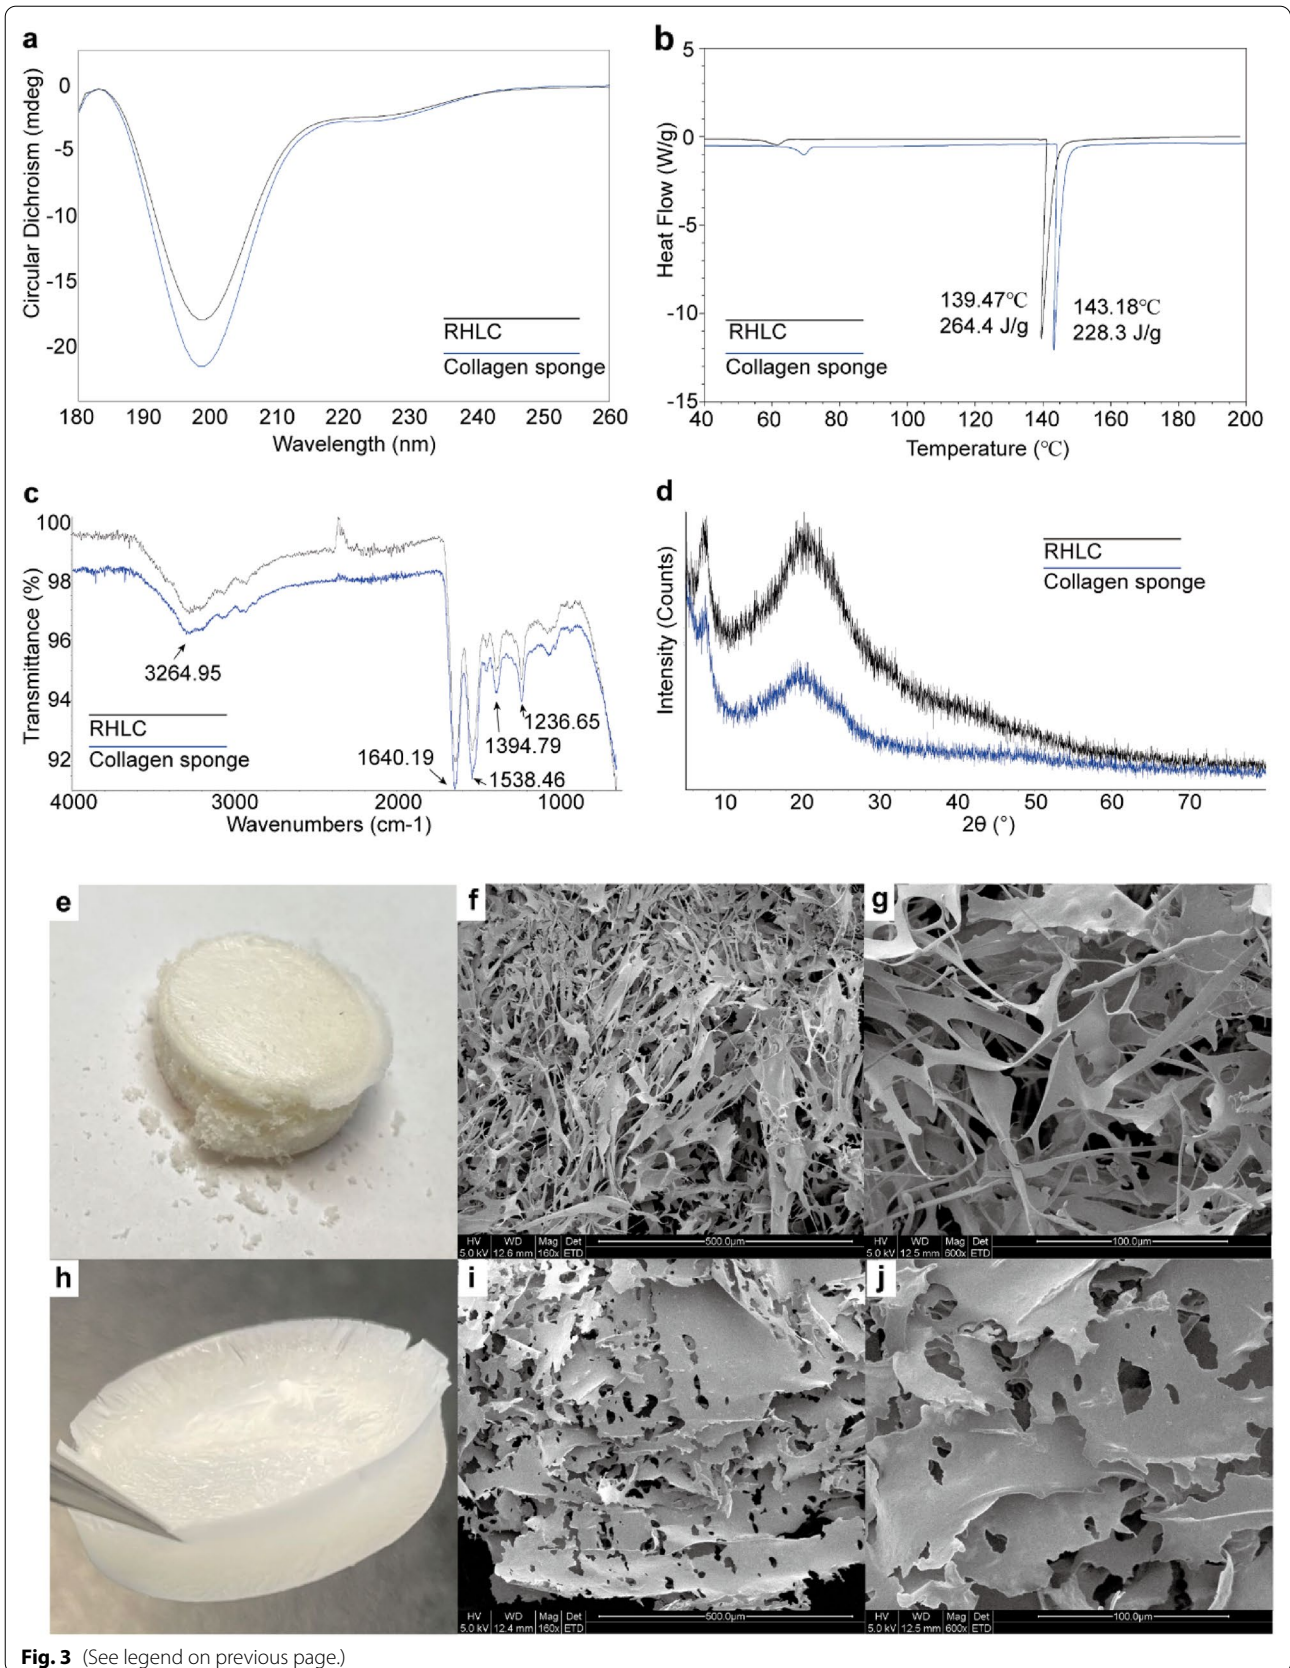 a
Circular Dichroism (mdeg)
0
-5
-10
-15
-20
RHLC
Collagen sponge
180 190 200 210 220 230 240 250 260
Wavelength (nm)
b
Heat Flow (W/g)
5
0
-5
-10
-15
139.47℃
264.4 J/g
143.18℃
228.3 J/g
RHLC
Collagen sponge
40 60 80 100 120 140 160 180 200
Temperature (℃)
c
Transmittance (%)
100
98
96
94
92
3264.95
RHLC
Collagen sponge
1640.19
1538.46
1394.79
1236.65
4000 3000 2000 1000
Wavenumbers (cm-1)
d
Intensity (Counts)
RHLC
Collagen sponge
10 20 30 40 50 60 70
2θ (°)
e
f
HV WD Mag Det
5.0 kV 12.6 mm 160x ETD
500.0µm
g
HV WD Mag Det
5.0 kV 12.5 mm 600x ETD
100.0µm
h
i
HV WD Mag Det
5.0 kV 12.4 mm 160x ETD
500.0µm
j
HV WD Mag Det
5.0 kV 12.5 mm 600x ETD
100.0µm
Fig. 3 (See legend on previous page.)